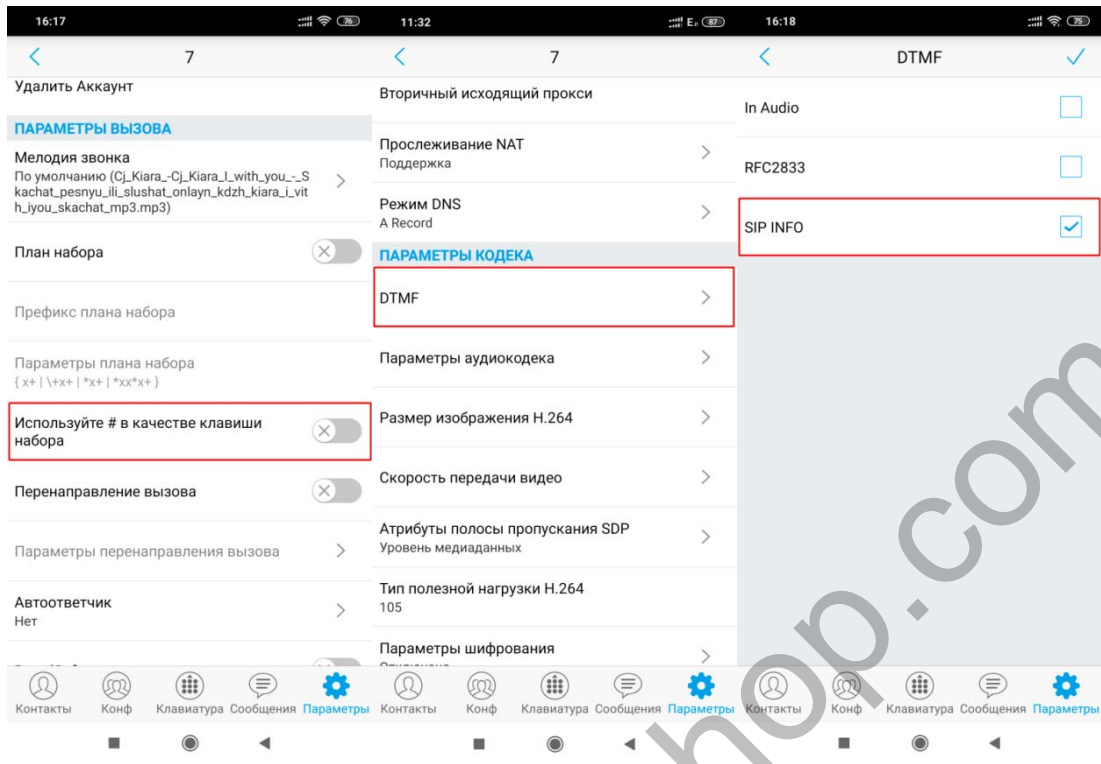 16:17
76
7
Удалить Аккаунт
ПАРАМЕТРЫ ВЫЗОВА
Мелодия звонка
По умолчанию (Cj_Kiara_-Cj_Kiara_I_with_you_-_S
kachat_pesnyu_ili_slushat_onlayn_kdzh_kiara_i_vit
h_iyou_skachat_mp3.mp3)
План набора
Префикс плана набора
Параметры плана набора
{ x+ | \+x+ | *x+ | *xx*x+ }
Используйте # в качестве клавиши
набора
Перенаправление вызова
Параметры перенаправления вызова
Автоответчик
Нет
Контакты Конф Клавиатура Сообщения Параметры
11:32
E 87
7
Вторичный исходящий прокси
Прослеживание NAT
Поддержка
Режим DNS
A Record
ПАРАМЕТРЫ КОДЕКА
DTMF
Параметры аудиокодека
Размер изображения H.264
Скорость передачи видео
Атрибуты полосы пропускания SDP
Уровень медиаданных
Тип полезной нагрузки H.264
105
Параметры шифрования
Контакты Конф Клавиатура Сообщения Параметры
16:18
75
DTMF
In Audio
RFC2833
SIP INFO
Контакты Конф Клавиатура Сообщения Параметры
hop.com